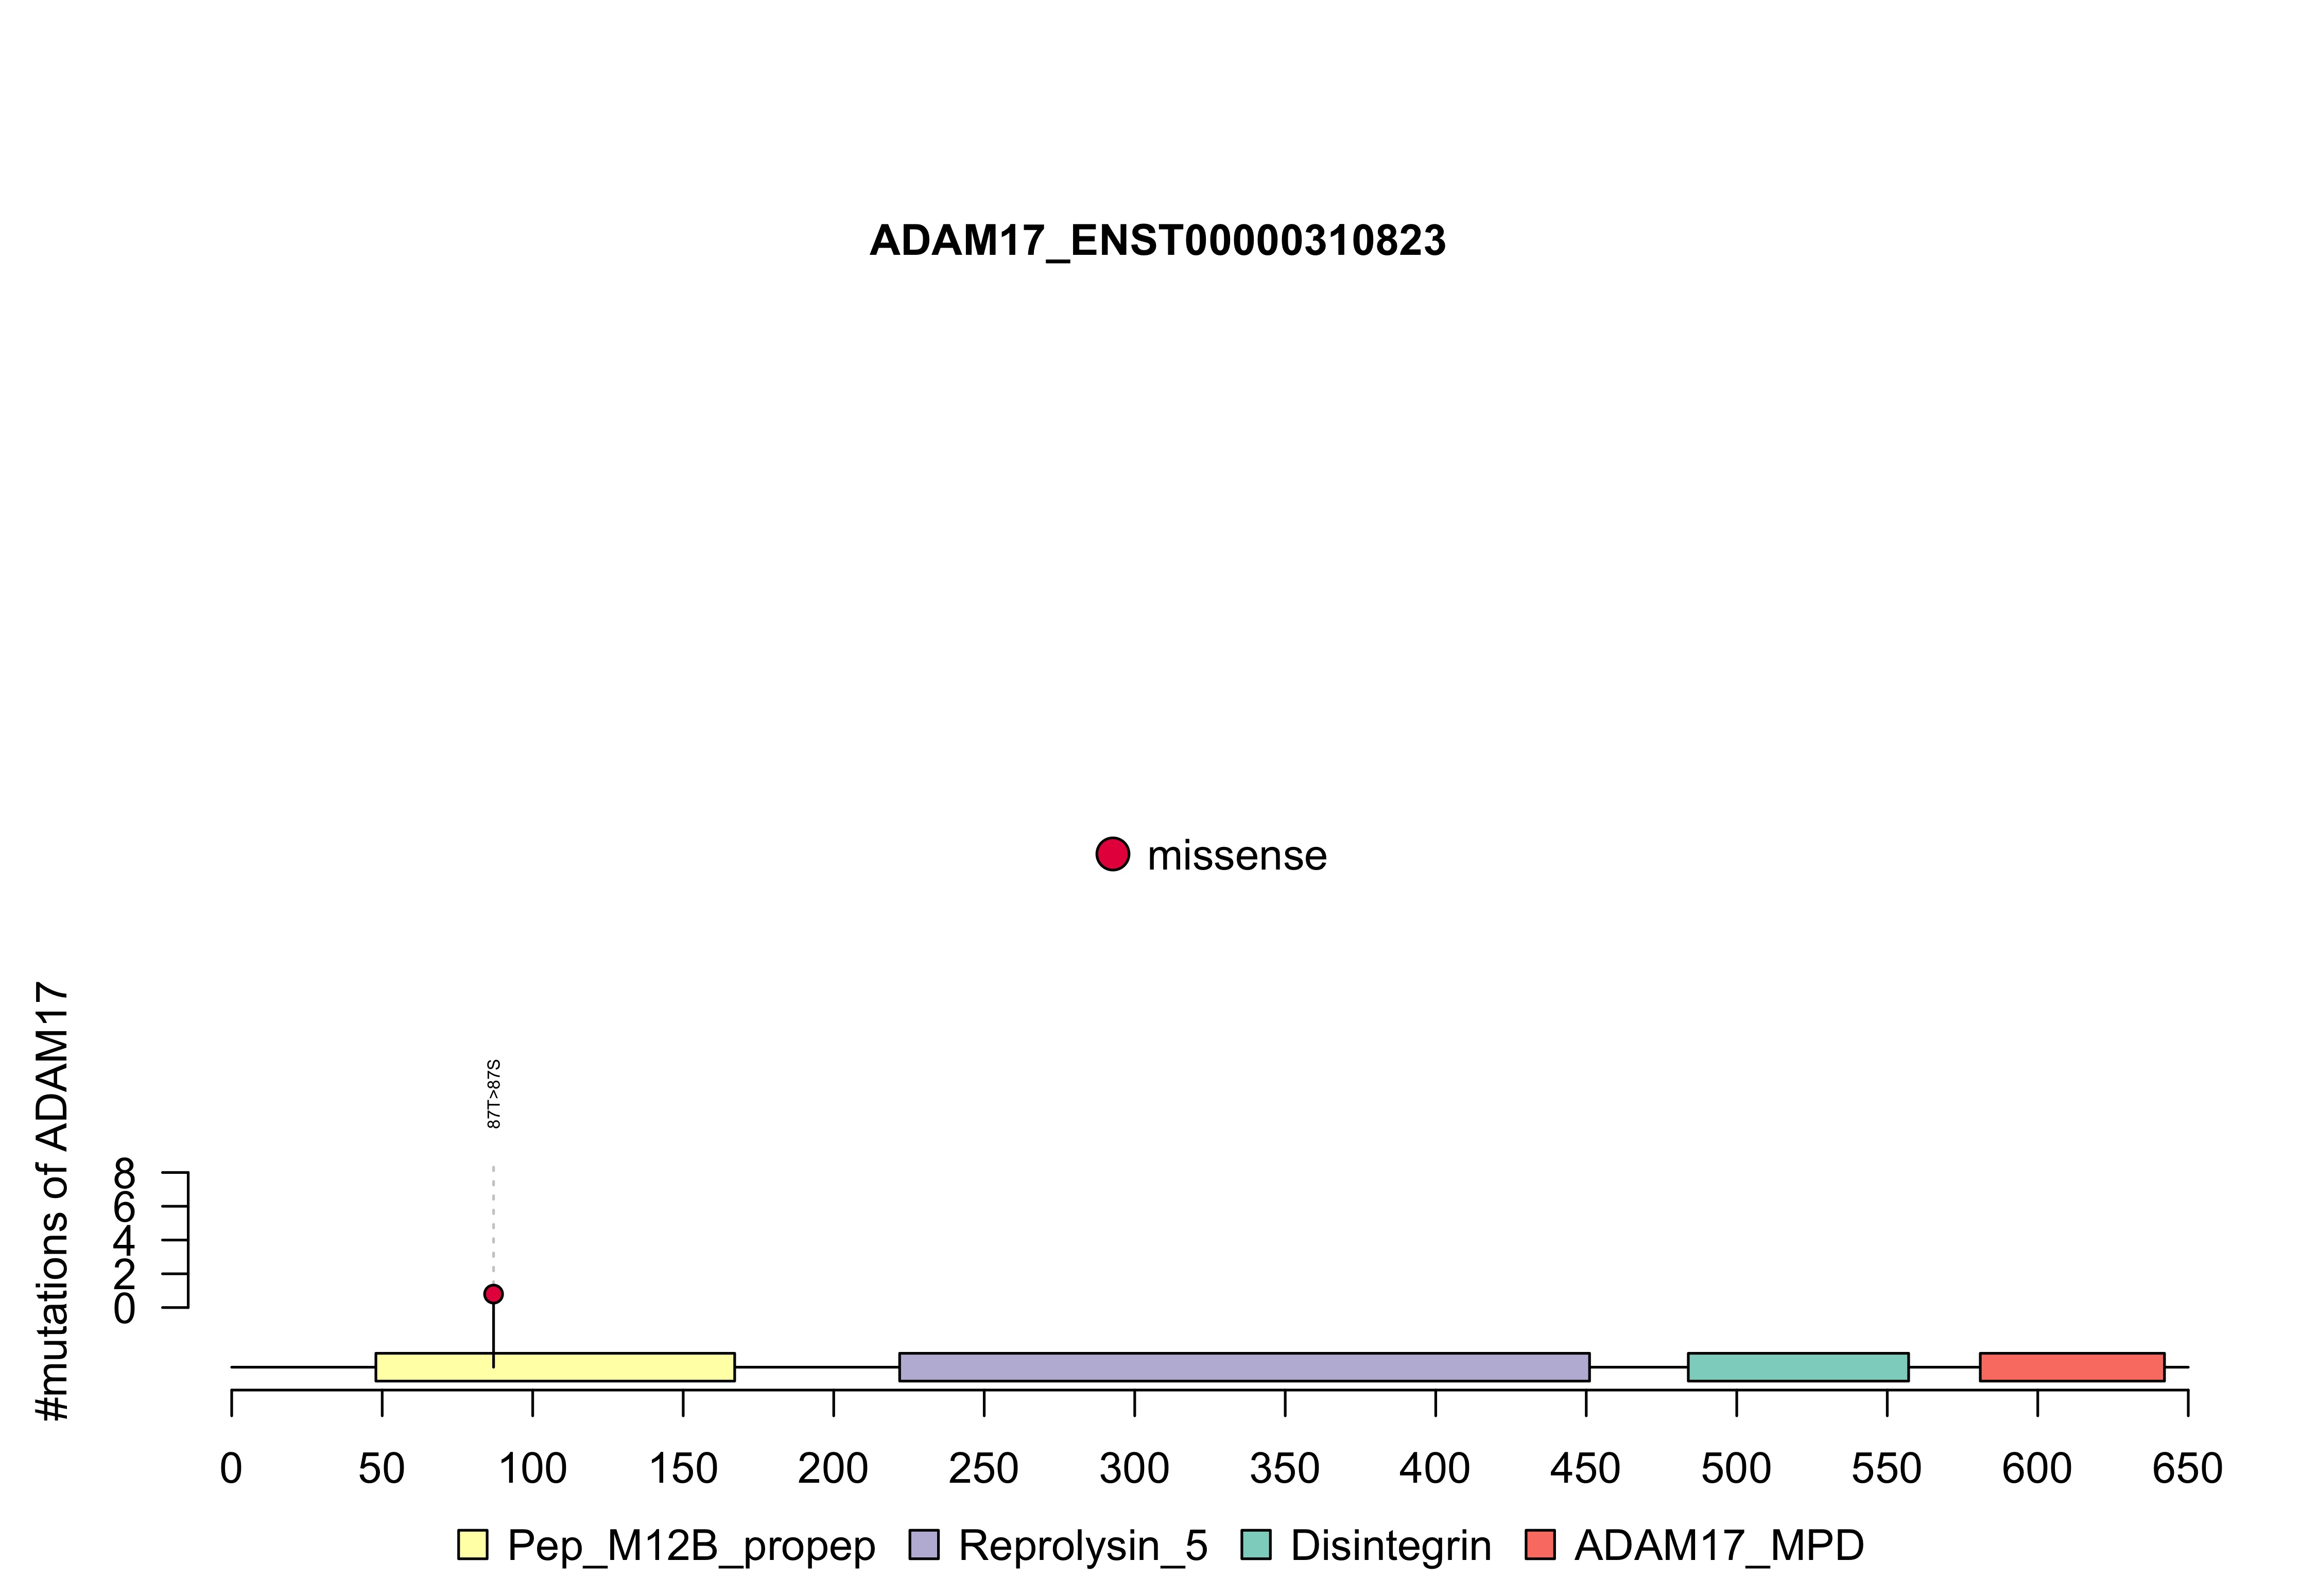 ADAM17_ENST00000310823
missense
#mutations of ADAM17
87T>87S
8
6
4
2
0
0 50 100 150 200 250 300 350 400 450 500 550 600 650
Pep_M12B_propep Reprolysin_5 Disintegrin ADAM17_MPD